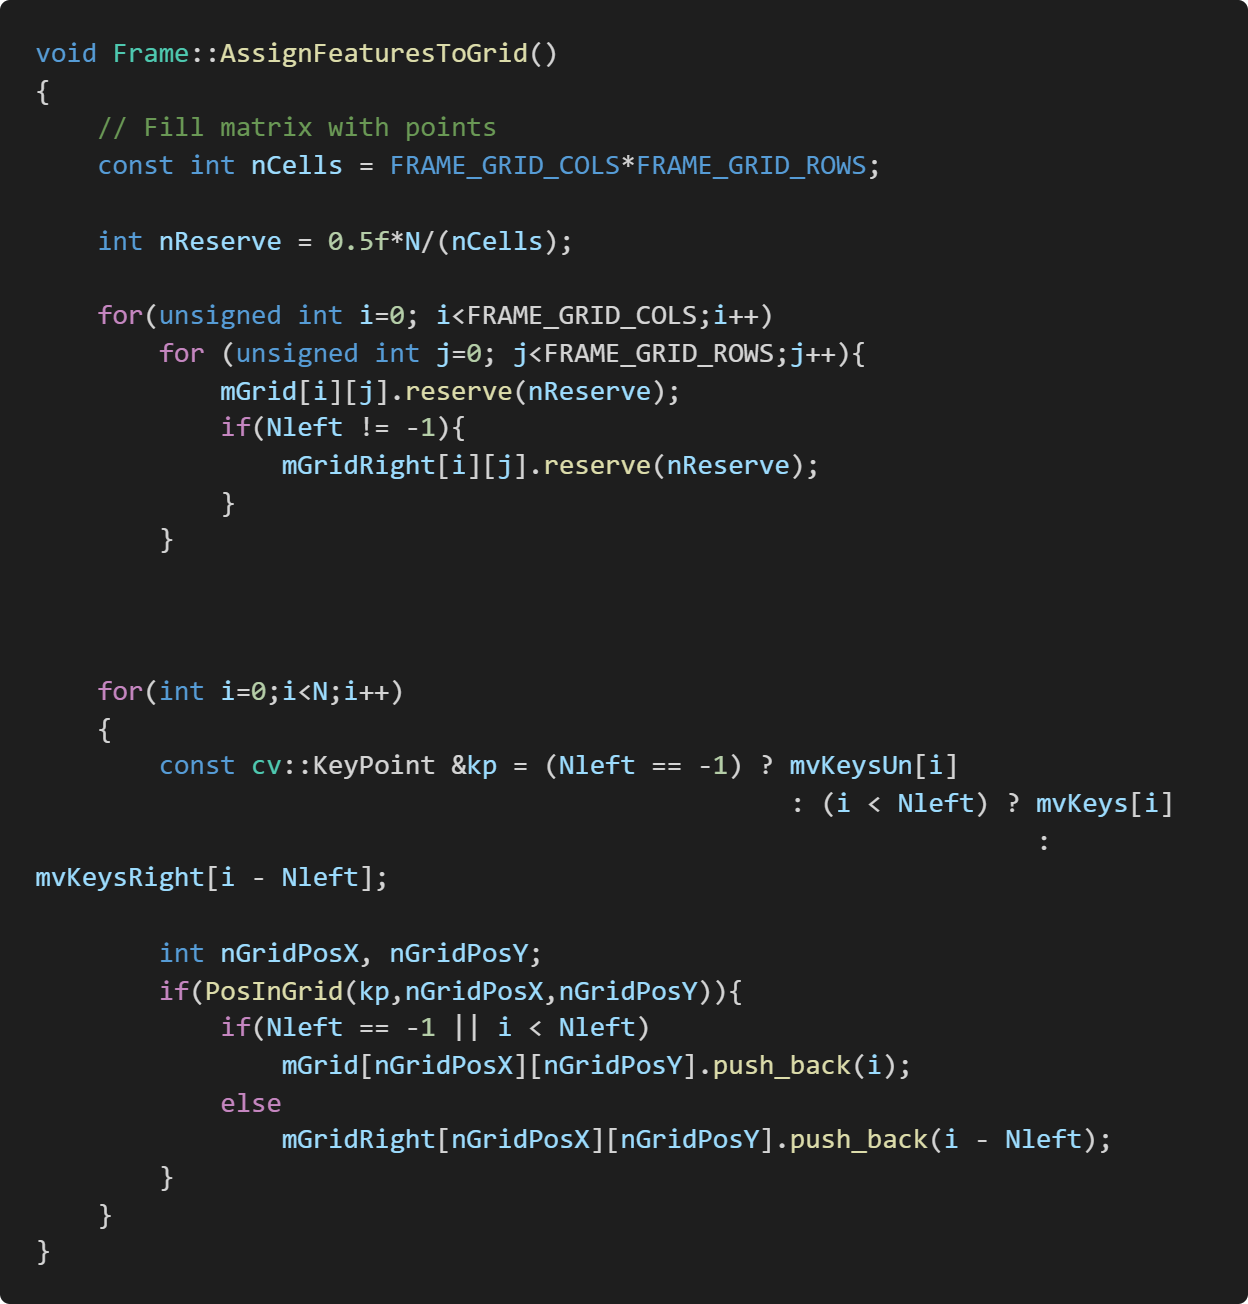 void Frame::AssignFeaturesToGrid()
{
    // Fill matrix with points
    const int nCells = FRAME_GRID_COLS*FRAME_GRID_ROWS;

    int nReserve = 0.5f*N/(nCells);

    for(unsigned int i=0; i<FRAME_GRID_COLS;i++)
        for (unsigned int j=0; j<FRAME_GRID_ROWS;j++){
            mGrid[i][j].reserve(nReserve);
            if(Nleft != -1){
                mGridRight[i][j].reserve(nReserve);
            }
        }



    for(int i=0;i<N;i++)
    {
        const cv::KeyPoint &kp = (Nleft == -1) ? mvKeysUn[i]
                                                 : (i < Nleft) ? mvKeys[i]
                                                                 :
mvKeysRight[i - Nleft];

        int nGridPosX, nGridPosY;
        if(PosInGrid(kp,nGridPosX,nGridPosY)){
            if(Nleft == -1 || i < Nleft)
                mGrid[nGridPosX][nGridPosY].push_back(i);
            else
                mGridRight[nGridPosX][nGridPosY].push_back(i - Nleft);
        }
    }
}